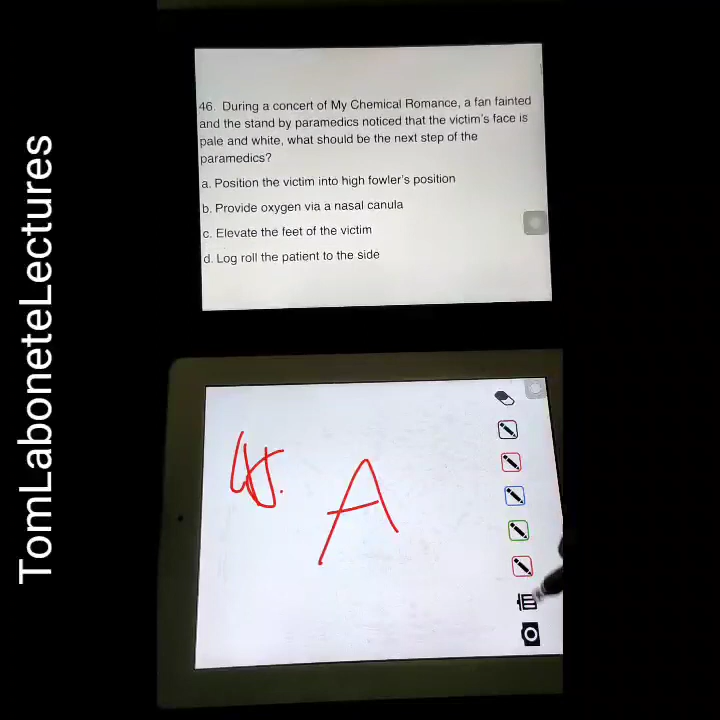 TomLaboneteLectures
46. During a concert of My Chemical Romance, a fan fainted
and the stand by paramedics noticed that the victim's face is
pale and white, what should be the next step of the
paramedics?
a. Position the victim into high fowler's position
b. Provide oxygen via a nasal canula
c. Elevate the feet of the victim
d. Log roll the patient to the side
A